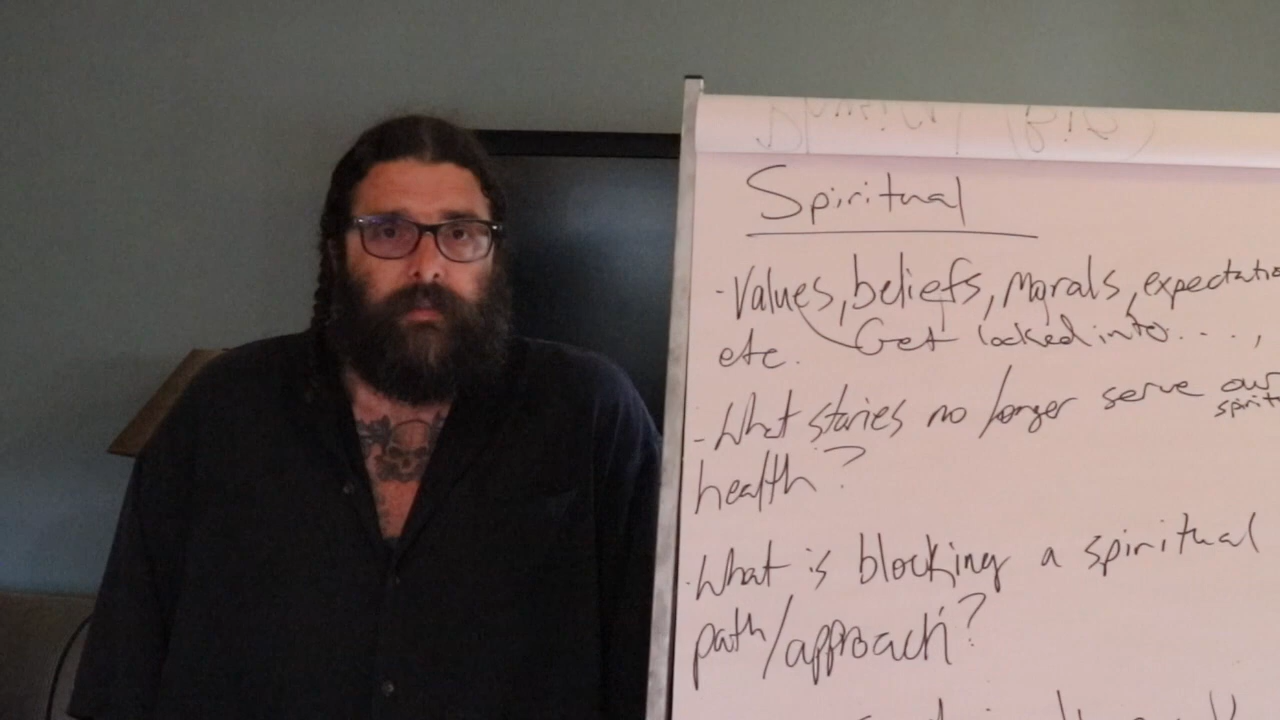 Spiritual
- Values, beliefs, morals, expectatio
etc. Get locked into....,
- What stories no longer serve our
spirit
health?
- What is blocking a spiritual
path/approach?